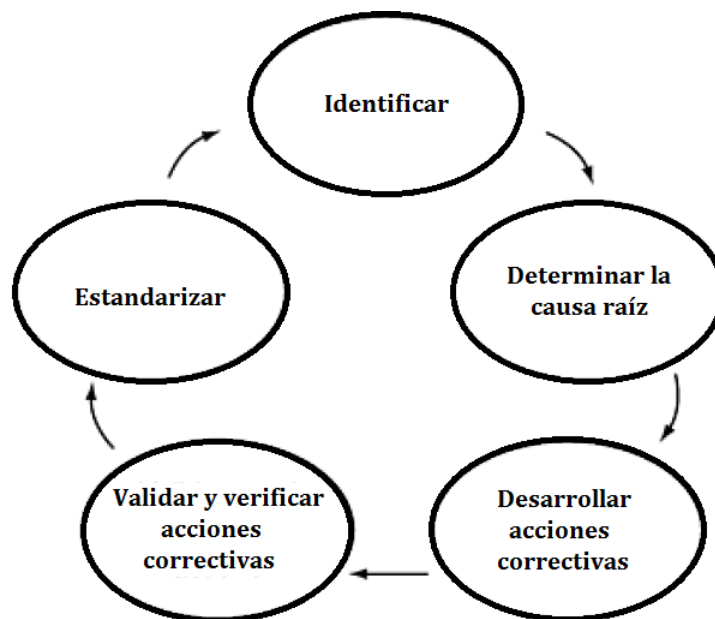 Identificar
Determinar la
causa raíz
Desarrollar
acciones
correctivas
Validar y verificar
acciones
correctivas
Estandarizar